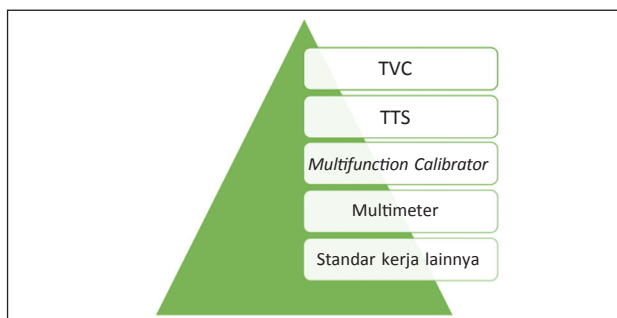 TVC
TTS
Multifunction Calibrator
Multimeter
Standar kerja lainnya